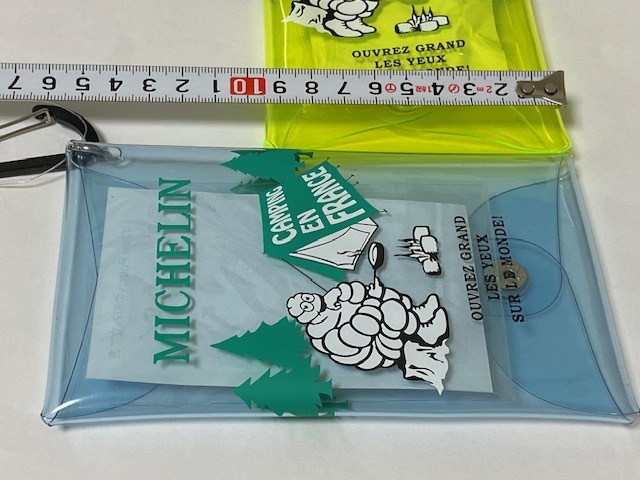 OUVREZ GRAND
LES YEUX
MONDE!
7 6 5 4 3 2 1 10 9 8 7 6 5 4 3 2
2m
MICHELIN
CAMPING
EN
FRANCE
OUVREZ GRAND
LES YEUX
SUR LE MONDE!